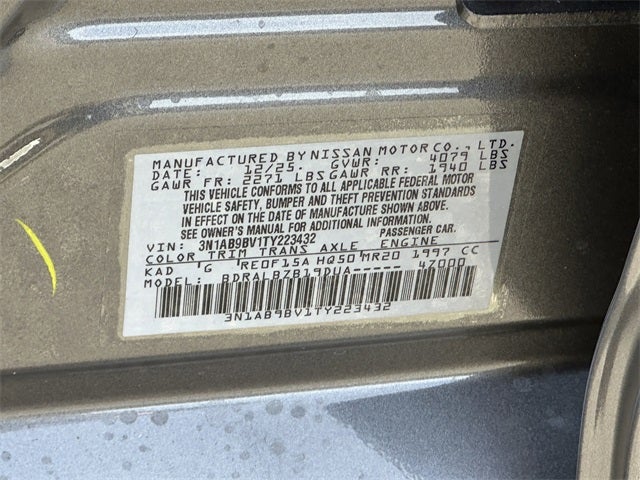 MANUFACTURED BY NISSAN MOTOR CO., LTD.
DATE: 12/25. GVWR: 4079 LBS
GAWR FR: 2271 LBS GAWR RR: 1940 LBS
THIS VEHICLE CONFORMS TO ALL APPLICABLE FEDERAL MOTOR
VEHICLE SAFETY, BUMPER AND THEFT PREVENTION STANDARDS
IN EFFECT ON THE DATE OF MANUFACTURE SHOWN ABOVE.
SEE OWNER'S MANUAL FOR ADDITIONAL INFORMATION.
VIN: 3N1AB9BV1TY223432 PASSENGER CAR.
COLOR TRIM TRANS AXLE ENGINE
KAD G RE0F15A HQ50 MR20 1997 CC
MODEL: BDRALBZB19DUA----- 47000
3N1AB9BV1TY223432